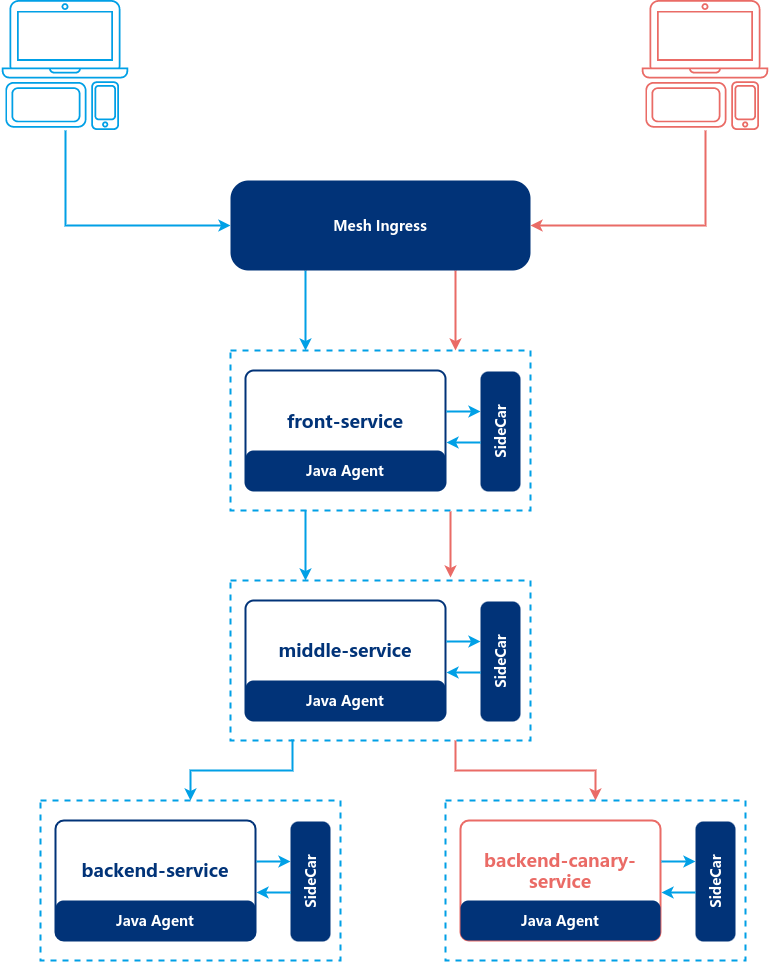 Mesh Ingress
front-service
Java Agent
SideCar
middle-service
Java Agent
SideCar
backend-service
Java Agent
SideCar
backend-canary-
service
Java Agent
SideCar